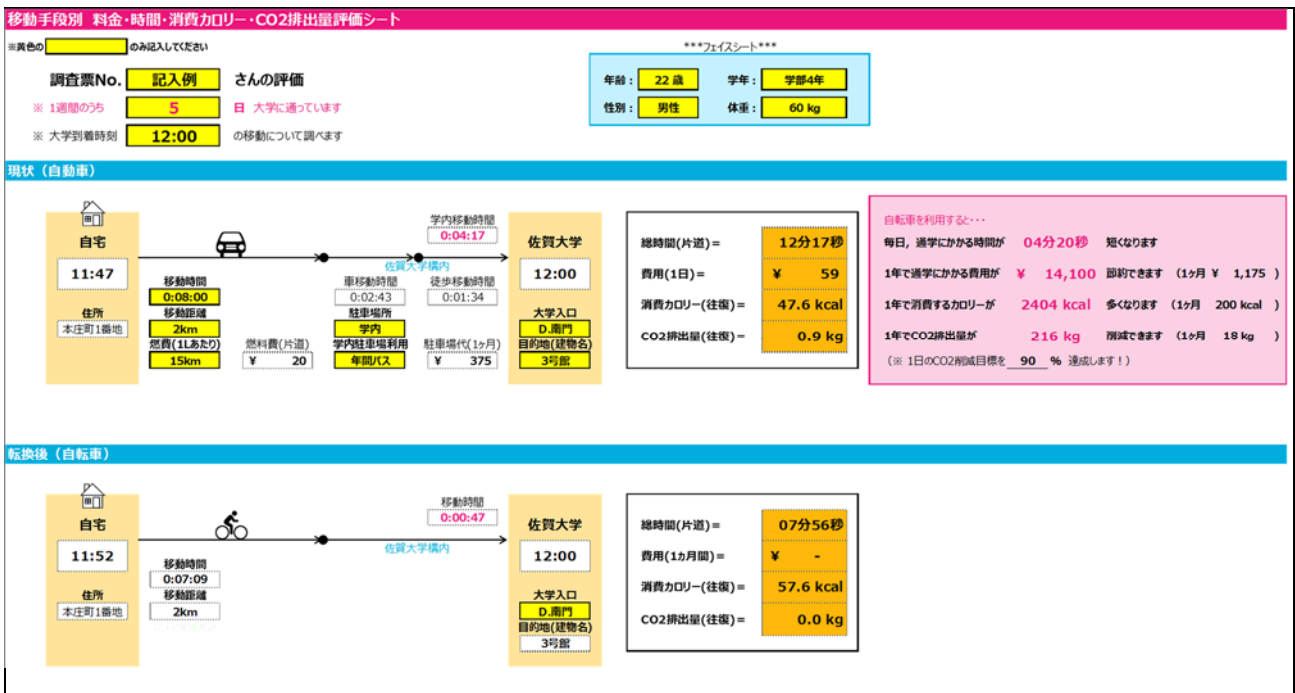 移動手段別 料金・時間・消費カロリー・CO2排出量評価シート
※黄色の のみ記入してください
***フェイスシート***
調査票No. 記入例 さんの評価
年齢： 22 歳 学年： 学部4年
※ 1週間のうち 5 日 大学に通っています
性別： 男性 体重： 60 kg
※ 大学到着時刻 12:00 の移動について調べます
現状（自動車）
自宅
11:47
住所
本庄町1番地
移動時間
0:08:00
移動距離
2km
燃費(1Lあたり)
15km
燃料費(片道)
¥ 20
学内移動時間
0:04:17
佐賀大学構内
車移動時間
0:02:43
駐車場所
学内
学内駐車場利用
年間パス
徒歩移動時間
0:01:34
駐車場代(1ヶ月)
¥ 375
佐賀大学
12:00
大学入口
D.南門
目的地(建物名)
3号館
総時間(片道)＝ 12分17秒
費用(1日)＝ ¥ 59
消費カロリー(往復)＝ 47.6 kcal
CO2排出量(往復)＝ 0.9 kg
自転車を利用すると・・・
毎日，通学にかかる時間が 04分20秒 短くなります
1年で通学にかかる費用が ¥ 14,100 節約できます （1ヶ月 ¥ 1,175 ）
1年で消費するカロリーが 2404 kcal 多くなります （1ヶ月 200 kcal ）
1年でCO2排出量が 216 kg 削減できます （1ヶ月 18 kg ）
（※ 1日のCO2削減目標を 90 % 達成します！）
転換後（自転車）
自宅
11:52
住所
本庄町1番地
移動時間
0:07:09
移動距離
2km
移動時間
0:00:47
佐賀大学構内
佐賀大学
12:00
大学入口
D.南門
目的地(建物名)
3号館
総時間(片道)＝ 07分56秒
費用(1カ月間)＝ ¥ -
消費カロリー(往復)＝ 57.6 kcal
CO2排出量(往復)＝ 0.0 kg